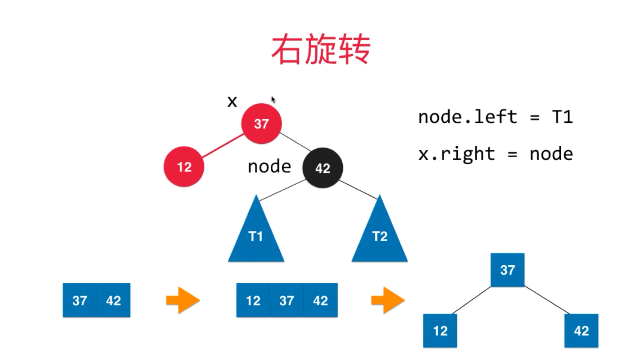 右旋转
x
37
node.left = T1
12
node
42
x.right = node
T1
T2
37
37 42
12 37 42
12
42